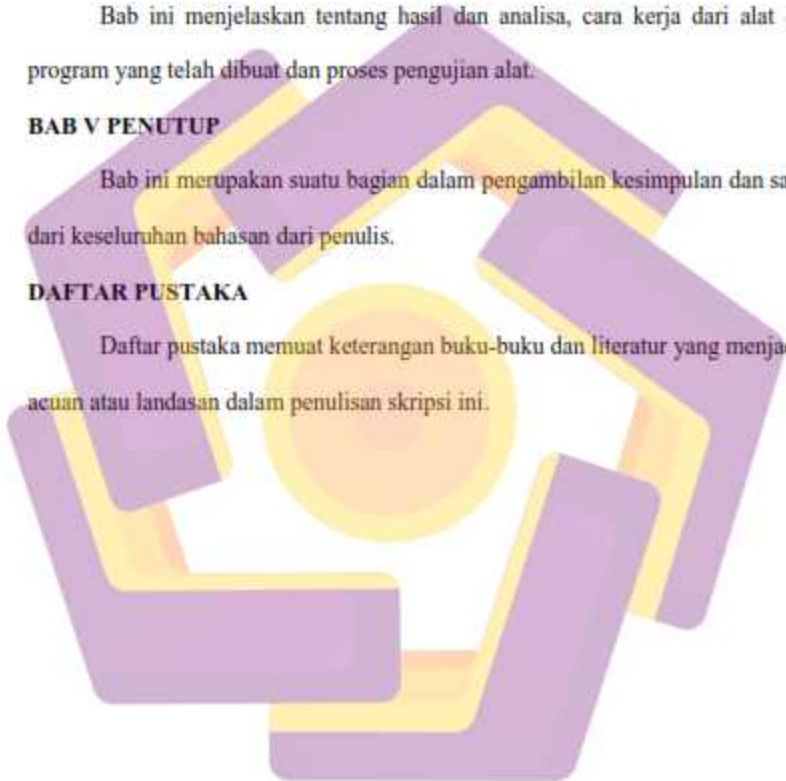 Bab ini menjelaskan tentang hasil dan analisa, cara kerja dari alat
program yang telah dibuat dan proses pengujian alat.
BAB V PENUTUP
Bab ini merupakan suatu bagian dalam pengambilan kesimpulan dan sa
dari keseluruhan bahasan dari penulis.
DAFTAR PUSTAKA
Daftar pustaka memuat keterangan buku-buku dan literatur yang menja
acuan atau landasan dalam penulisan skripsi ini.